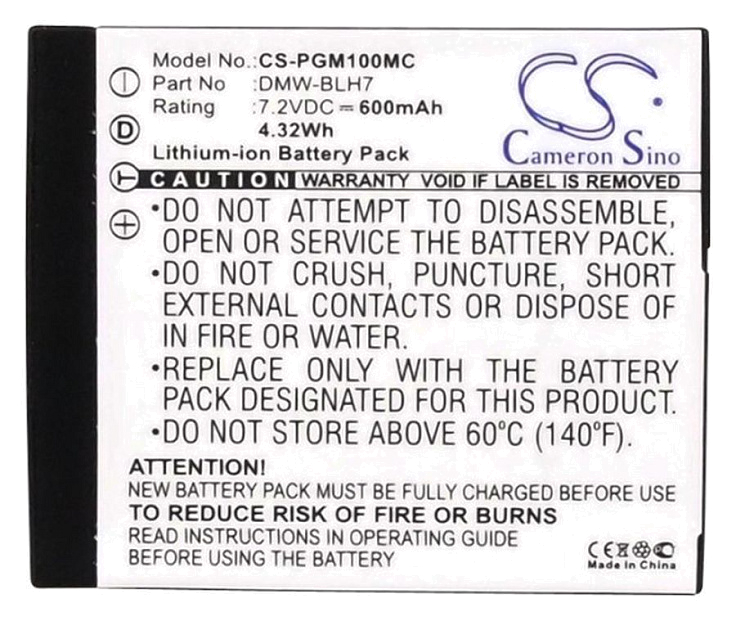 Model No.:CS-PGM100MC
Part No :DMW-BLH7
Rating :7.2VDC ⎓ 600mAh
4.32Wh
Lithium-ion Battery Pack
CS
Cameron Sino
D
T
CAUTION WARRANTY VOID IF LABEL IS REMOVED
•DO NOT ATTEMPT TO DISASSEMBLE,
OPEN OR SERVICE THE BATTERY PACK.
•DO NOT CRUSH, PUNCTURE, SHORT
EXTERNAL CONTACTS OR DISPOSE OF
IN FIRE OR WATER.
•REPLACE ONLY WITH THE BATTERY
PACK DESIGNATED FOR THIS PRODUCT.
•DO NOT STORE ABOVE 60°C (140°F).
ATTENTION!
NEW BATTERY PACK MUST BE FULLY CHARGED BEFORE USE
TO REDUCE RISK OF FIRE OR BURNS
READ INSTRUCTIONS IN OPERATING GUIDE
BEFORE USING THE BATTERY
CE
Made in China